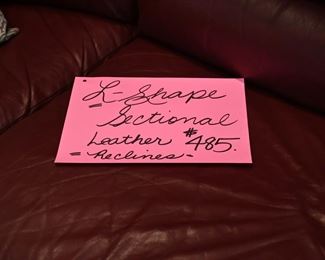 L-Shape
Sectional
Leather #485.
= Reclines -